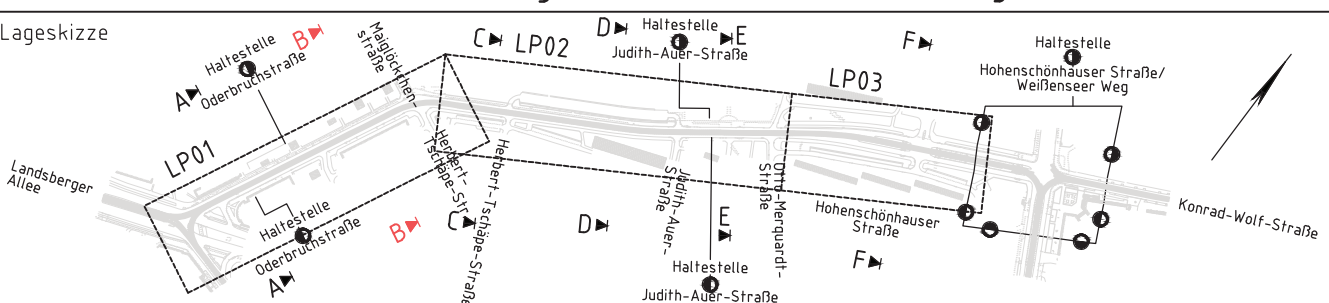 Lageskizze
Haltestelle
Oderbruchstraße
A
B
Maiglöckchen-
straße
C
LP02
D
Haltestelle
Judith-Auer-Straße
E
F
LP03
Haltestelle
Hohenschönhauser Straße/
Weißenseer Weg
LP01
Landsberger
Allee
Herbert-
Tschäpe-Str.
Herbert-Tschäpe-Straße
Judith-Auer-
Straße
Otto-Merquardt-
Straße
Hohenschönhauser
Straße
Konrad-Wolf-Straße
Haltestelle
Oderbruchstraße
A
B
C
D
E
F
Haltestelle
Judith-Auer-Straße